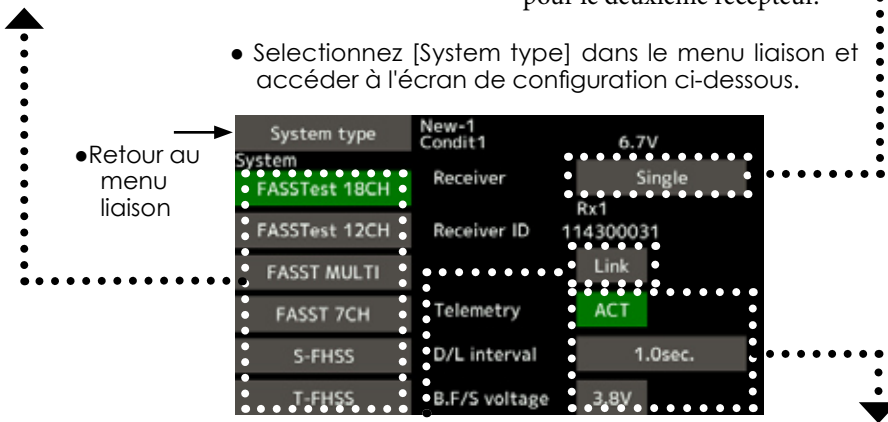 pour le deuxième récepteur.
● Selectionnez [System type] dans le menu liaison et
accéder à l'écran de configuration ci-dessous.
●Retour au
menu
liaison
System type
New-1
Condit1
6.7V
System
FASSTest 18CH
Receiver
Single
Rx1
FASSTest 12CH
Receiver ID
114300031
FASST MULTI
Link
FASST 7CH
Telemetry
ACT
S-FHSS
D/L interval
1.0sec.
T-FHSS
B.F/S voltage
3.8V